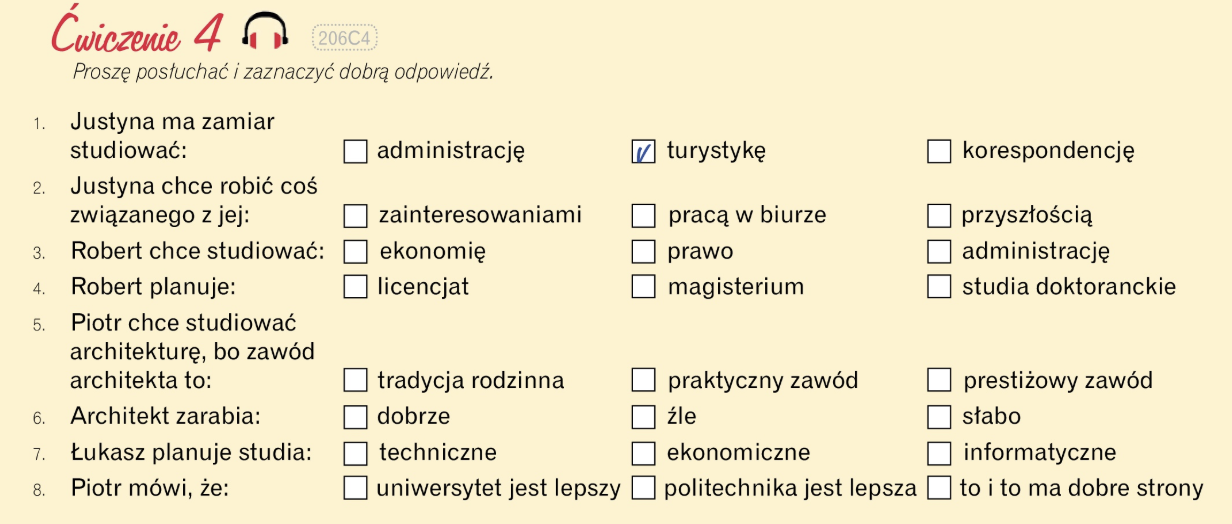 Ćwiczenie 4 206C4
Proszę posłuchać i zaznaczyć dobrą odpowiedź.
1. Justyna ma zamiar
studiować: administrację turystykę korespondencję
2. Justyna chce robić coś
związanego z jej: zainteresowaniami pracą w biurze przyszłością
3. Robert chce studiować: ekonomię prawo administrację
4. Robert planuje: licencjat magisterium studia doktoranckie
5. Piotr chce studiować
architekturę, bo zawód
architekta to: tradycja rodzinna praktyczny zawód prestiżowy zawód
6. Architekt zarabia: dobrze źle słabo
7. Łukasz planuje studia: techniczne ekonomiczne informatyczne
8. Piotr mówi, że: uniwersytet jest lepszy politechnika jest lepsza to i to ma dobre strony